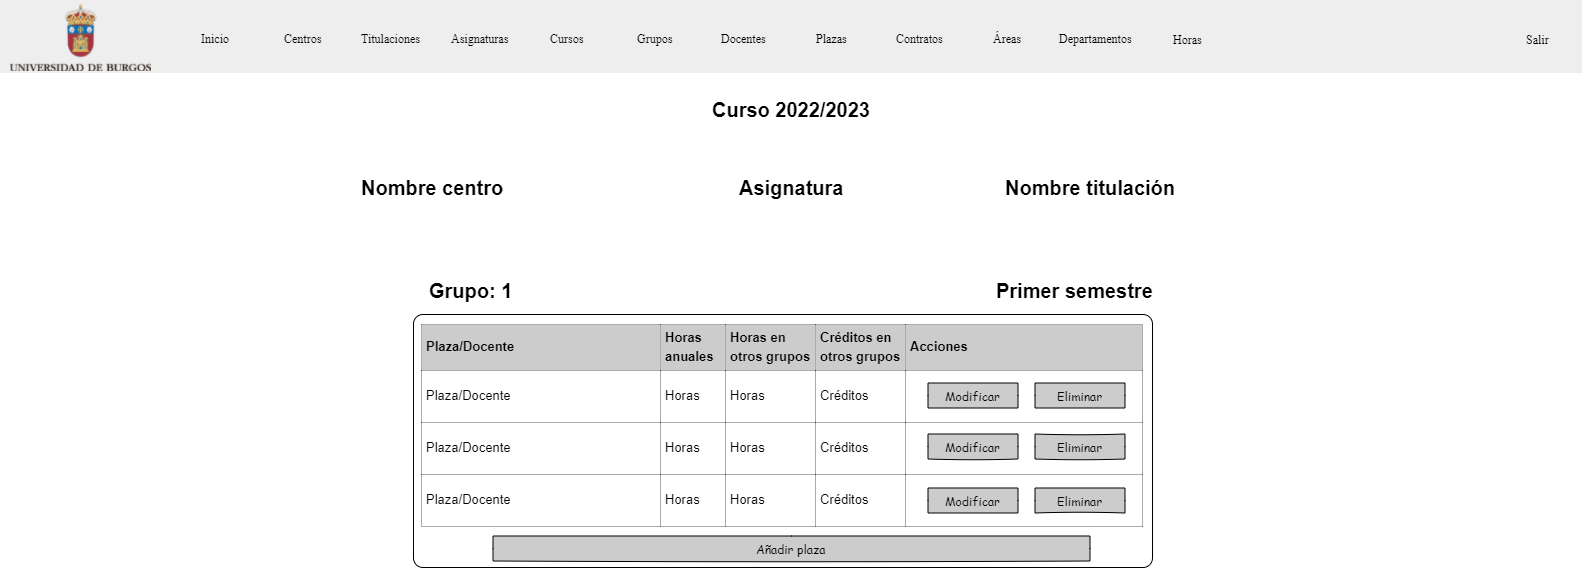 UNIVERSIDAD DE BURGOS
Inicio Centros Titulaciones Asignaturas Cursos Grupos Docentes Plazas Contratos Áreas Departamentos Horas Salir
Curso 2022/2023
Nombre centro Asignatura Nombre titulación
Grupo: 1 Primer semestre
Plaza/Docente Horas anuales Horas en otros grupos Créditos en otros grupos Acciones
Plaza/Docente Horas Horas Créditos Modificar Eliminar
Plaza/Docente Horas Horas Créditos Modificar Eliminar
Plaza/Docente Horas Horas Créditos Modificar Eliminar
Añadir plaza